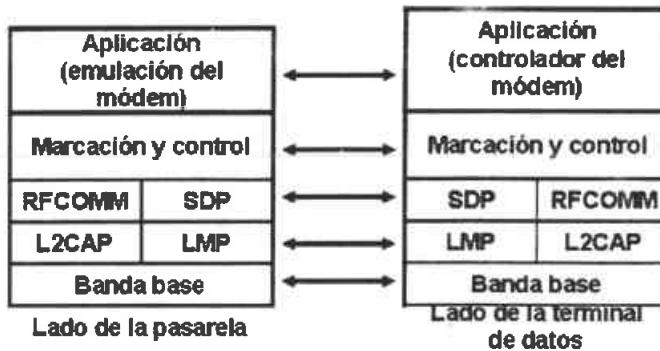 Aplicación
(emulación del
módem)
Marcación y control
RFCOMM SDP
L2CAP LMP
Banda base
Lado de la pasarela
Aplicación
(controlador del
módem)
Marcación y control
SDP RFCOMM
LMP L2CAP
Banda base
Lado de la terminal
de datos